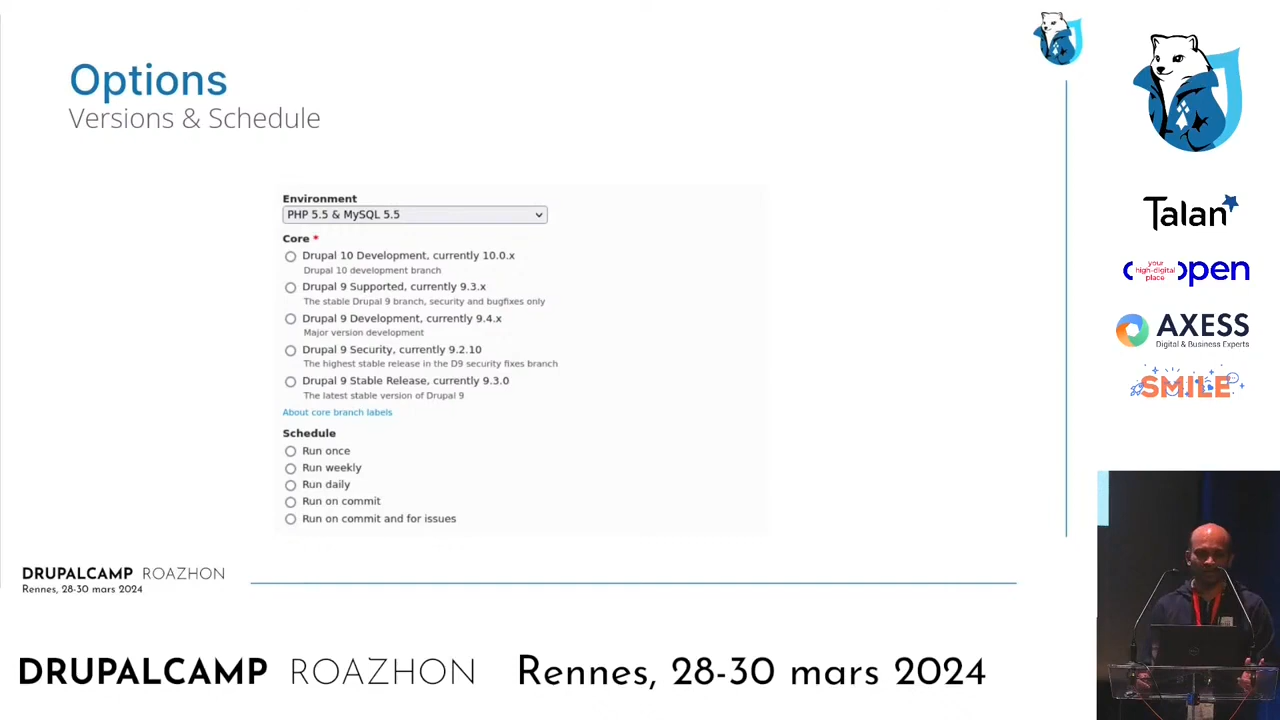 Options
Versions & Schedule
Environment
PHP 5.5 & MySQL 5.5
Core *
Drupal 10 Development, currently 10.0.x
Drupal 10 development branch
Drupal 9 Supported, currently 9.3.x
The stable Drupal 9 branch, security and bugfixes only
Drupal 9 Development, currently 9.4.x
Major version development
Drupal 9 Security, currently 9.2.10
The highest stable release in the D9 security fixes branch
Drupal 9 Stable Release, currently 9.3.0
The latest stable version of Drupal 9
About core branch labels
Schedule
Run once
Run weekly
Run daily
Run on commit
Run on commit and for issues
DRUPALCAMP ROAZHON
Rennes, 28-30 mars 2024
Talan
your
high-digital
place
open
AXESS
Digital & Business Experts
SMILE
DRUPALCAMP ROAZHON Rennes, 28-30 mars 2024